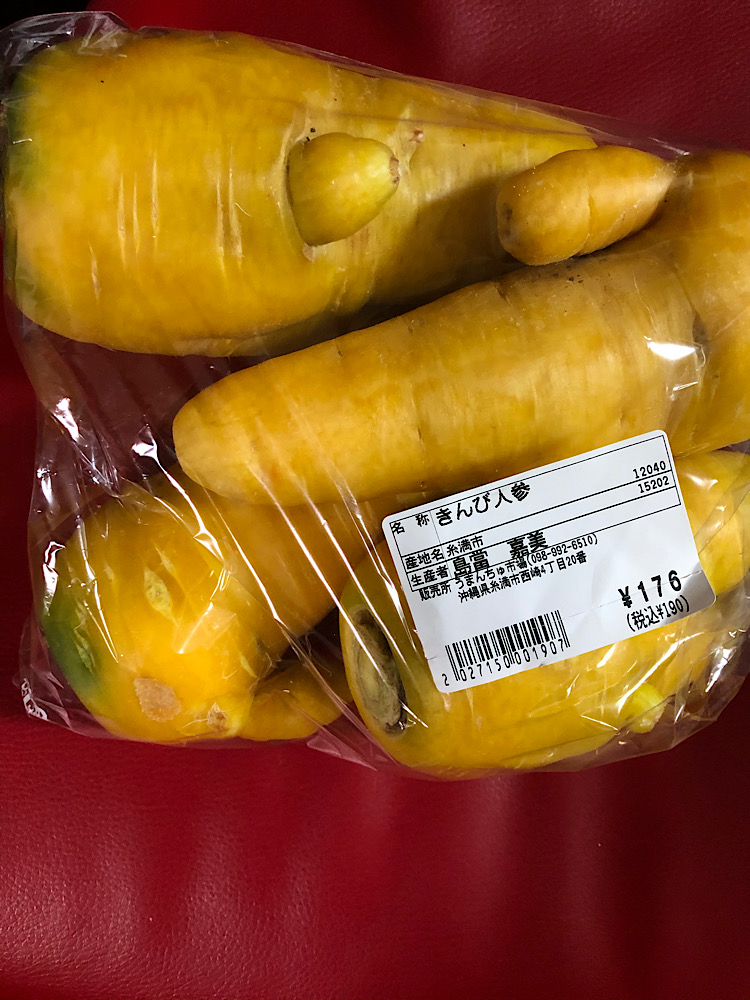 名称 きんび人参
12040
15202
産地名 糸満市
生産者 島當 嘉美
販売所 うまんちゅ市場(098-992-6510)
沖縄県糸満市西崎4丁目20番
¥176
(税込¥190)
2 027150 001907